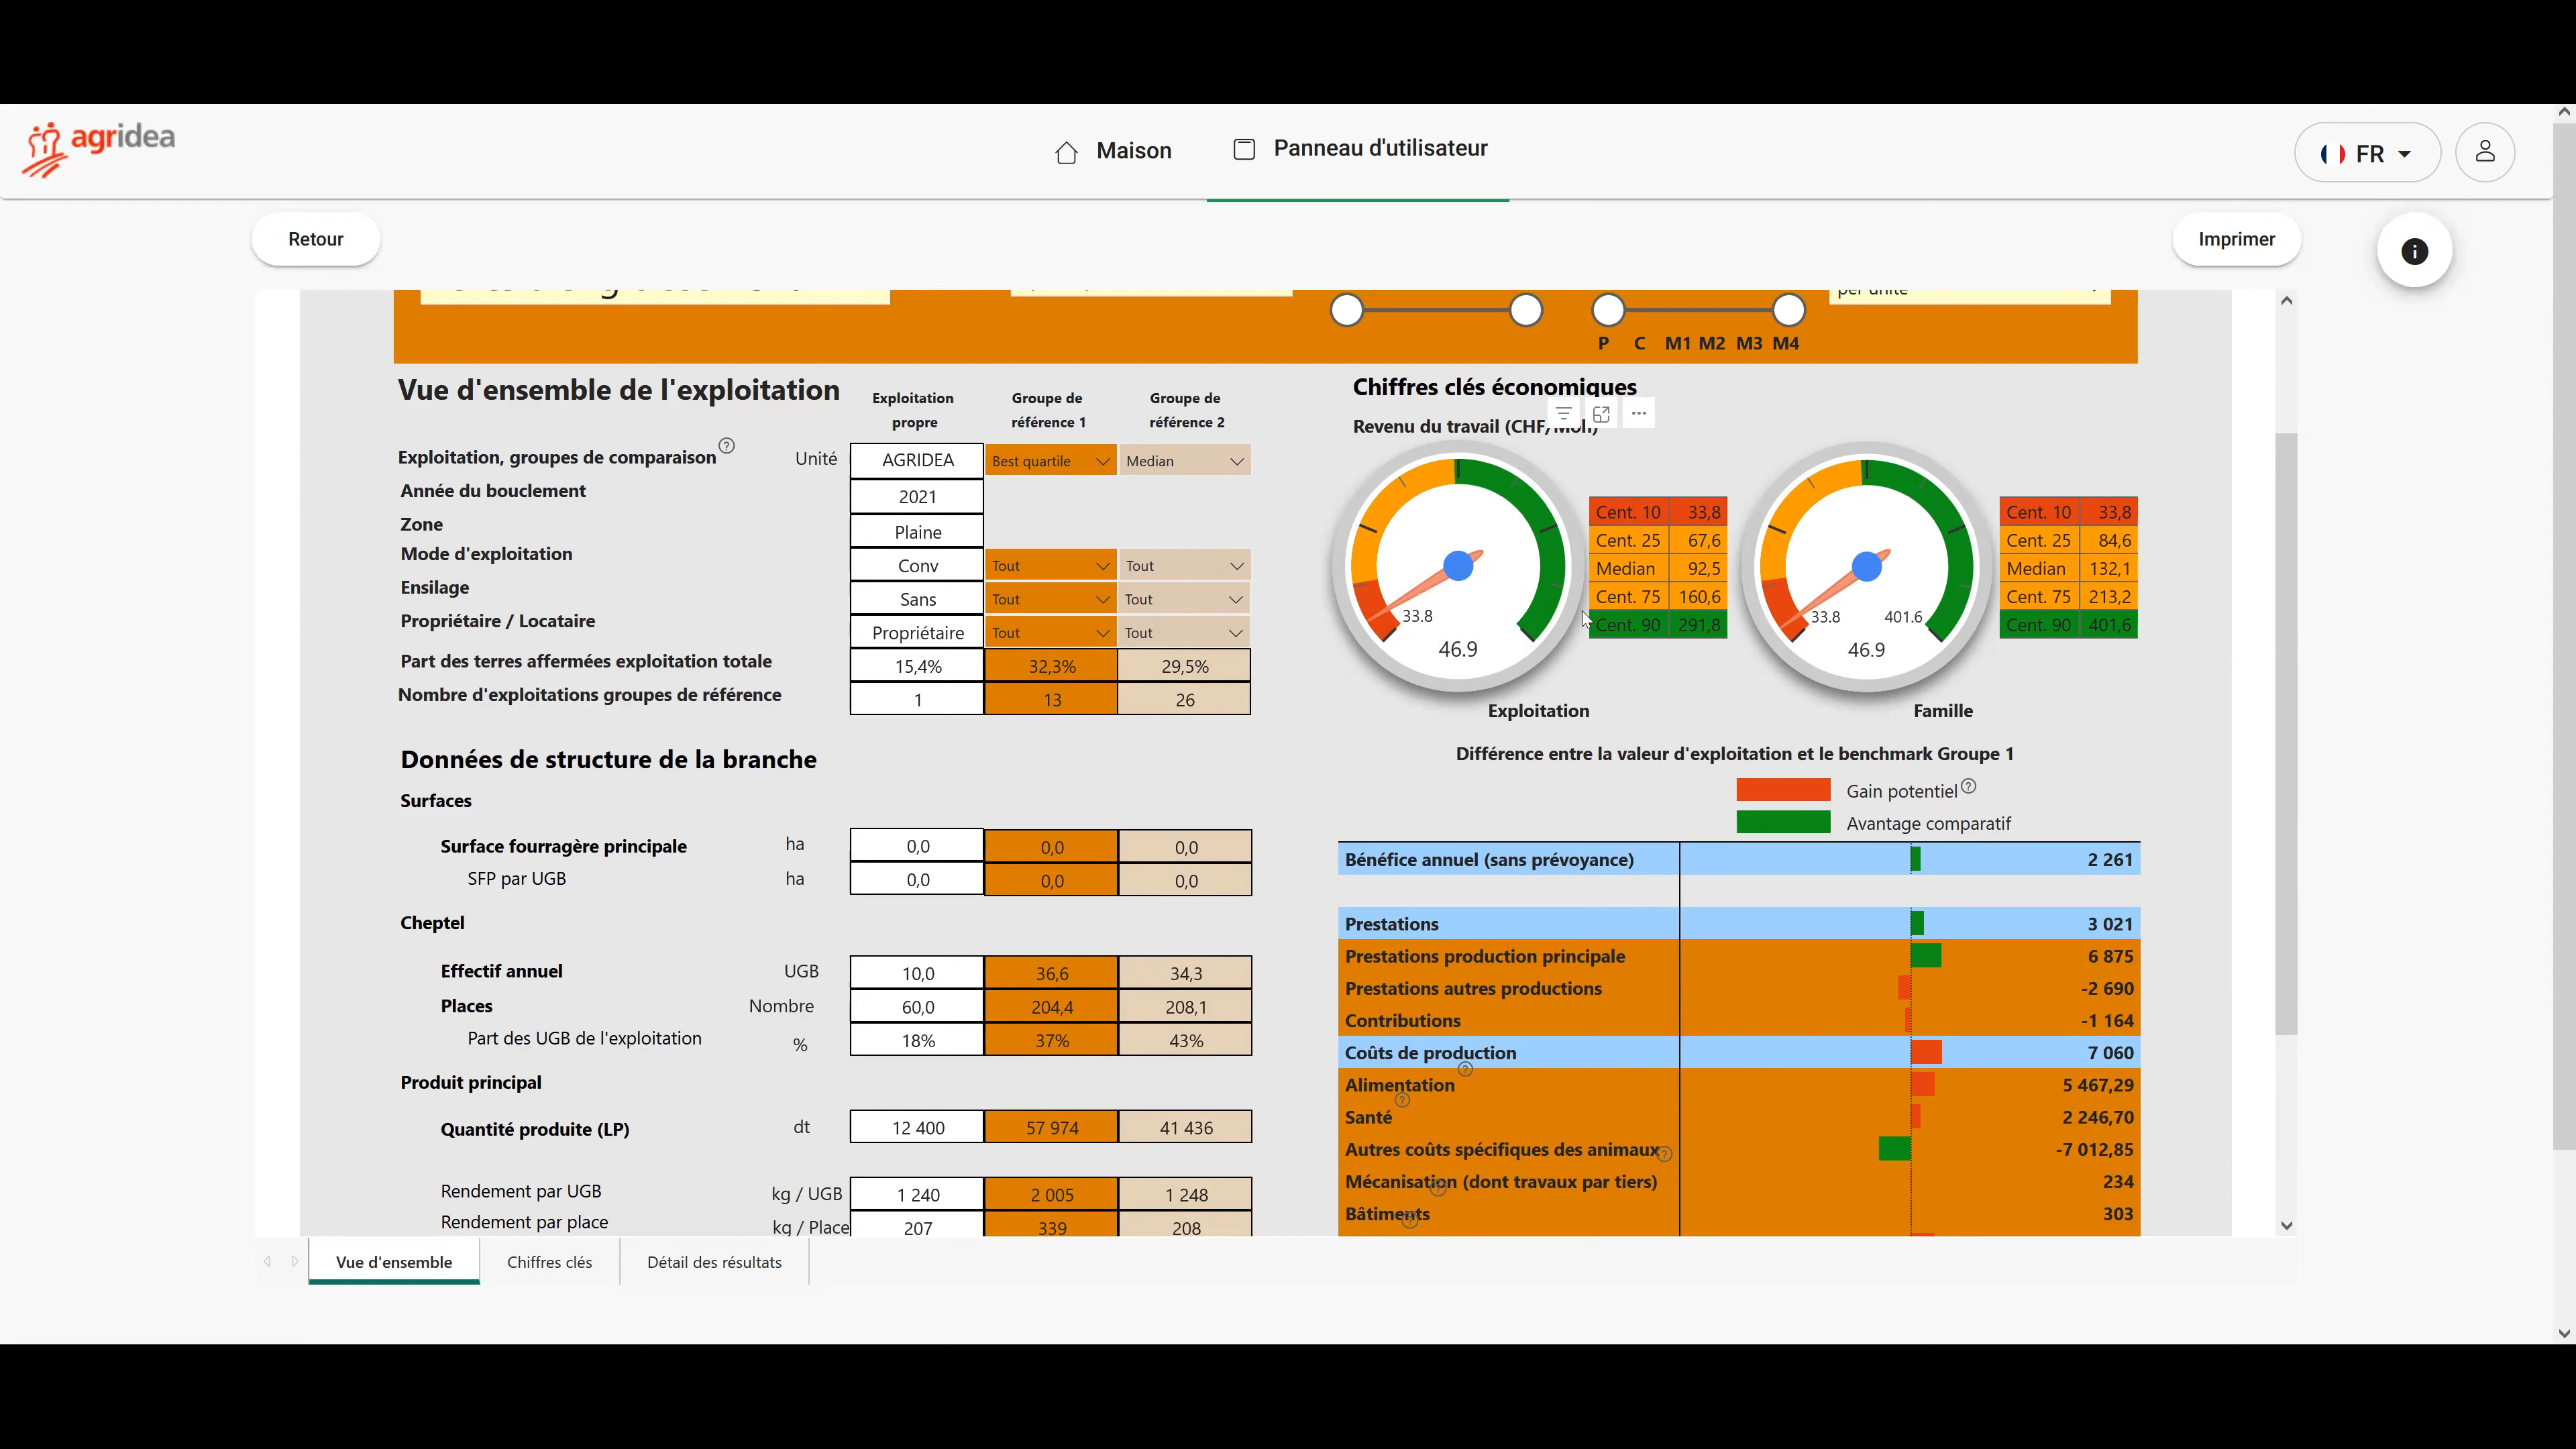 agridea
Maison
Panneau d'utilisateur
FR
Retour
Imprimer
P C M1 M2 M3 M4
Vue d'ensemble de l'exploitation
Exploitation propre
Groupe de référence 1
Groupe de référence 2
Exploitation, groupes de comparaison Unité AGRIDEA Best quartile Median
Année du bouclement 2021
Zone Plaine
Mode d'exploitation Conv Tout Tout
Ensilage Sans Tout Tout
Propriétaire / Locataire Propriétaire Tout Tout
Part des terres affermées exploitation totale 15,4% 32,3% 29,5%
Nombre d'exploitations groupes de référence 1 13 26
Données de structure de la branche
Surfaces
Surface fourragère principale ha 0,0 0,0 0,0
SFP par UGB ha 0,0 0,0 0,0
Cheptel
Effectif annuel UGB 10,0 36,6 34,3
Places Nombre 60,0 204,4 208,1
Part des UGB de l'exploitation % 18% 37% 43%
Produit principal
Quantité produite (LP) dt 12 400 57 974 41 436
Rendement par UGB kg / UGB 1 240 2 005 1 248
Rendement par place kg / Place 207 339 208
Chiffres clés économiques
Revenu du travail (CHF/
33.8
46.9
Cent. 10 33,8
Cent. 25 67,6
Median 92,5
Cent. 75 160,6
Cent. 90 291,8
33.8 401.6
46.9
Cent. 10 33,8
Cent. 25 84,6
Median 132,1
Cent. 75 213,2
Cent. 90 401,6
Exploitation
Famille
Différence entre la valeur d'exploitation et le benchmark Groupe 1
Gain potentiel
Avantage comparatif
Bénéfice annuel (sans prévoyance) 2 261
Prestations 3 021
Prestations production principale 6 875
Prestations autres productions -2 690
Contributions -1 164
Coûts de production 7 060
Alimentation 5 467,29
Santé 2 246,70
Autres coûts spécifiques des animaux -7 012,85
Mécanisation (dont travaux par tiers) 234
Bâtiments 303
Vue d'ensemble
Chiffres clés
Détail des résultats